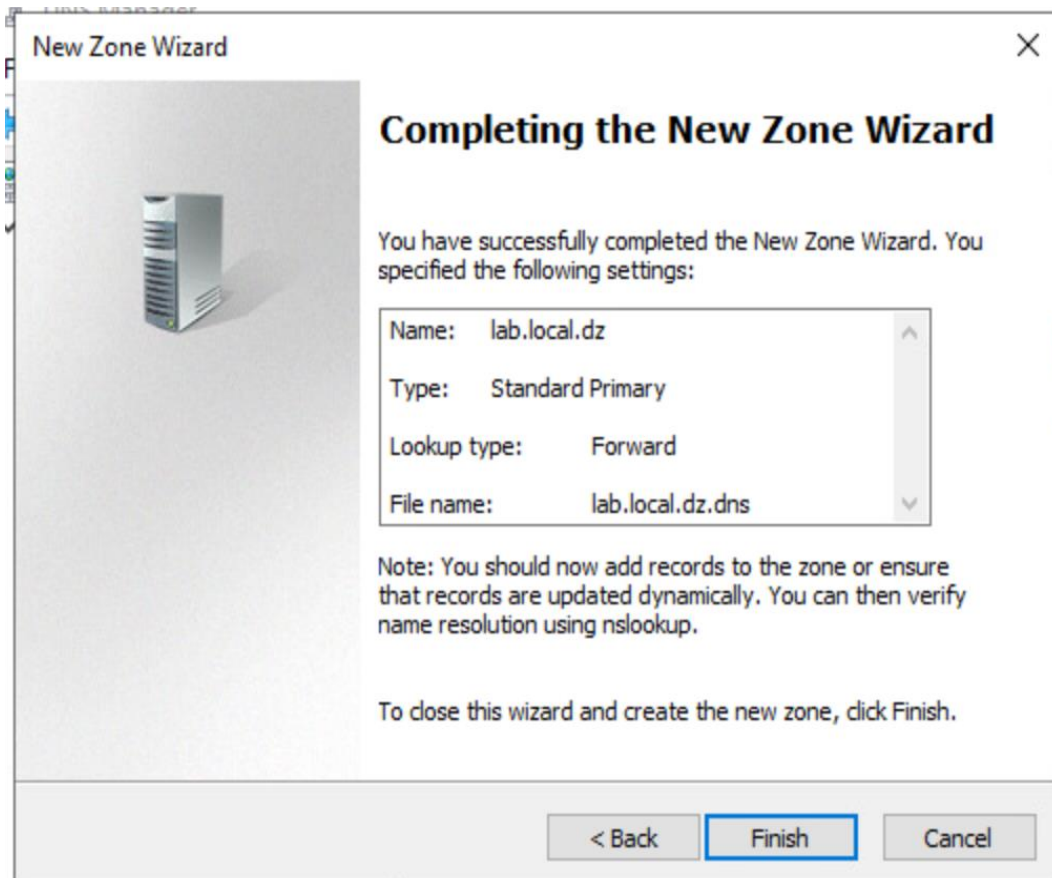 DNS Manager
New Zone Wizard
Completing the New Zone Wizard
You have successfully completed the New Zone Wizard. You
specified the following settings:
Name: lab.local.dz
Type: Standard Primary
Lookup type: Forward
File name: lab.local.dz.dns
Note: You should now add records to the zone or ensure
that records are updated dynamically. You can then verify
name resolution using nslookup.
To close this wizard and create the new zone, click Finish.
< Back Finish Cancel